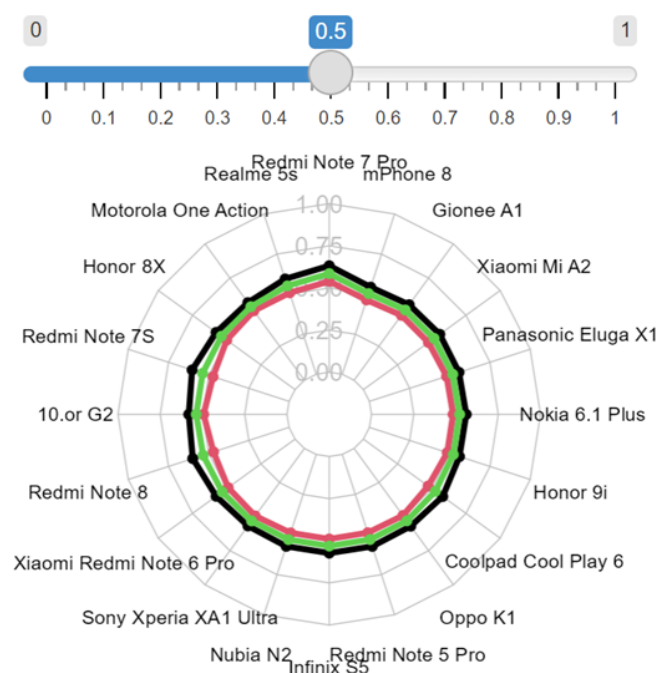 0 0.5 1
0 0.1 0.2 0.3 0.4 0.5 0.6 0.7 0.8 0.9 1
Redmi Note 7 Pro
Realme 5s mPhone 8
Motorola One Action 1.00 Gionee A1
0.75
Honor 8X Xiaomi Mi A2
Redmi Note 7S 0.25 Panasonic Eluga X1
0.00
10.or G2 Nokia 6.1 Plus
Redmi Note 8 Honor 9i
Xiaomi Redmi Note 6 Pro Coolpad Cool Play 6
Sony Xperia XA1 Ultra Oppo K1
Nubia N2 Redmi Note 5 Pro
Infinix S5